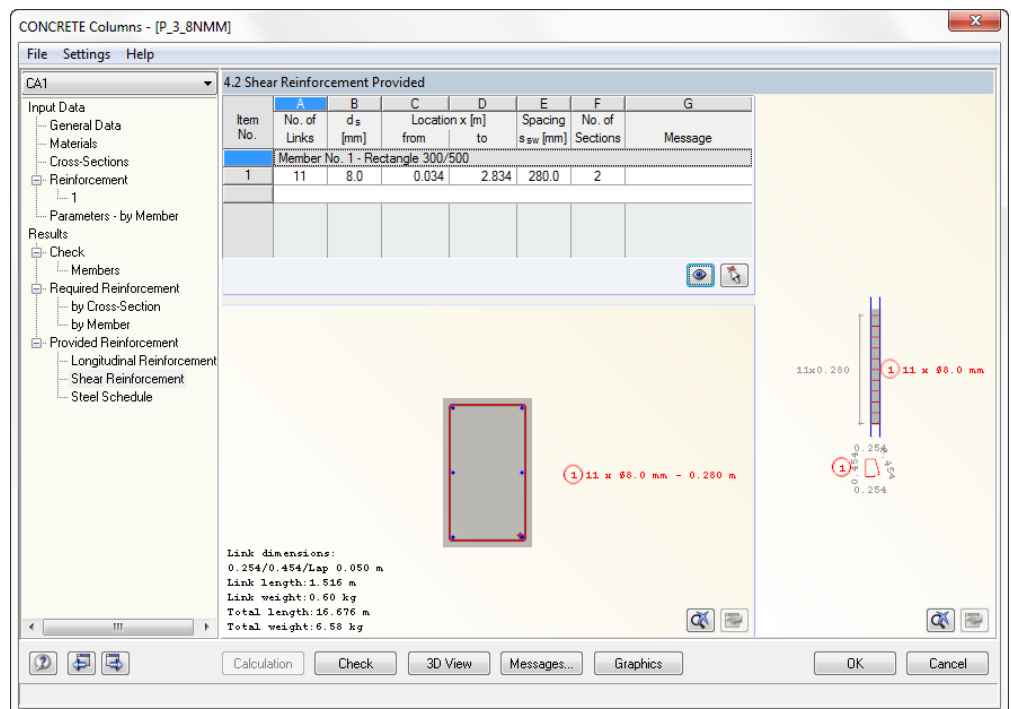 CONCRETE Columns - [P_3_8NMM]
File Settings Help
CA1
Input Data
General Data
Materials
Cross-Sections
Reinforcement
1
Parameters - by Member
Results
Check
Members
Required Reinforcement
by Cross-Section
by Member
Provided Reinforcement
Longitudinal Reinforcement
Shear Reinforcement
Steel Schedule
4.2 Shear Reinforcement Provided
A B C D E F G
Item No. of ds Location x [m] Spacing No. of
No. Links [mm] from to ssw [mm] Sections Message
Member No. 1 - Rectangle 300/500
1 11 8.0 0.034 2.834 280.0 2
1 11 x Ø8.0 mm - 0.280 m
Link dimensions:
0.254/0.454/Lap 0.050 m
Link length:1.516 m
Link weight:0.60 kg
Total length:16.676 m
Total weight:6.58 kg
11x0.280 1 11 x Ø8.0 mm
0.254
1 0.454 0.454
0.254
Calculation Check 3D View Messages... Graphics OK Cancel